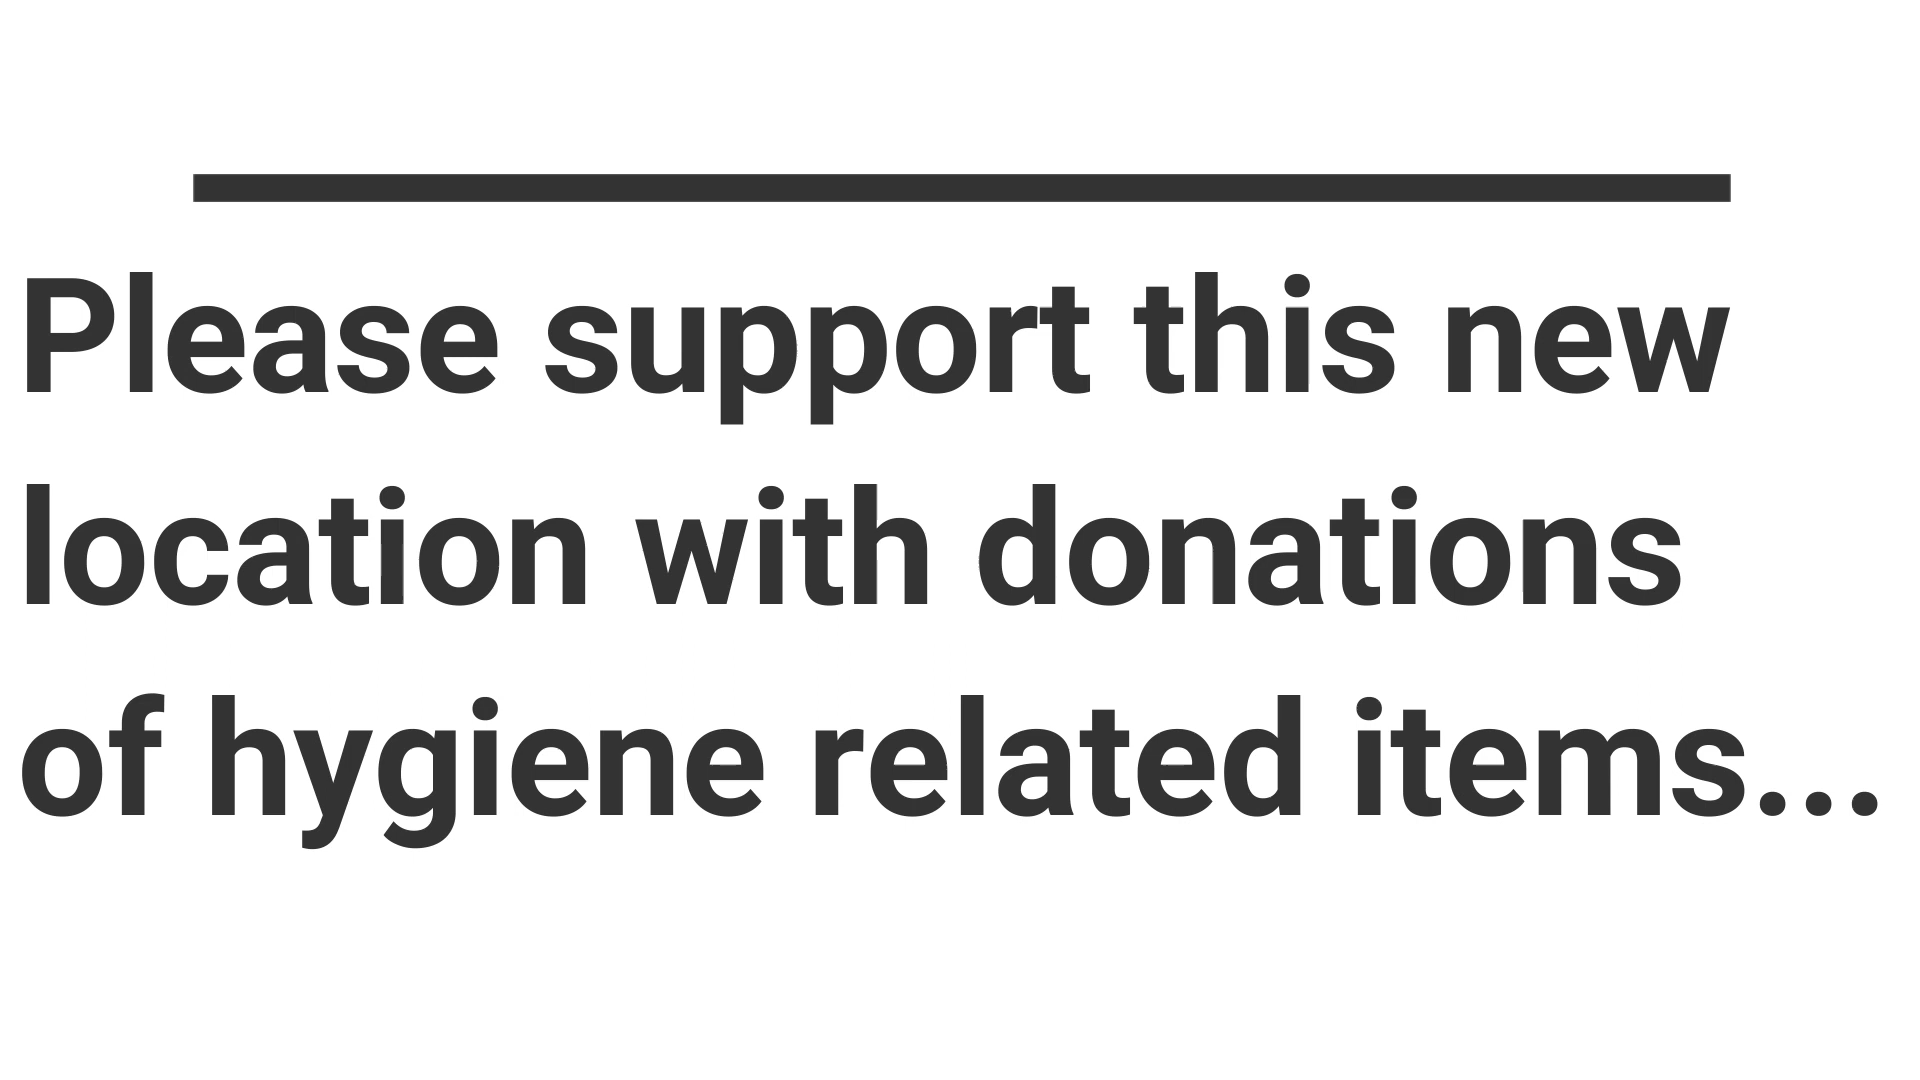 Please support this new
location with donations
of hygiene related items...